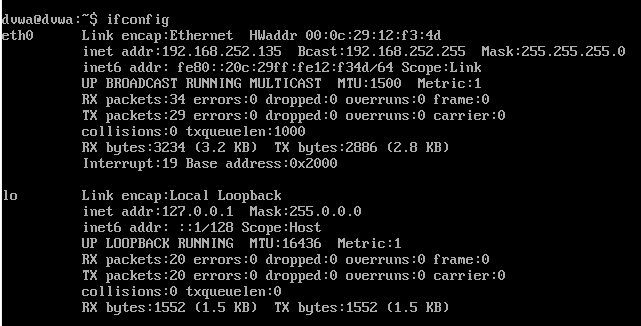 dvwa@dvwa:~$ ifconfig
eth0      Link encap:Ethernet  HWaddr 00:0c:29:12:f3:4d
          inet addr:192.168.252.135  Bcast:192.168.252.255  Mask:255.255.255.0
          inet6 addr: fe80::20c:29ff:fe12:f34d/64 Scope:Link
          UP BROADCAST RUNNING MULTICAST  MTU:1500  Metric:1
          RX packets:34 errors:0 dropped:0 overruns:0 frame:0
          TX packets:29 errors:0 dropped:0 overruns:0 carrier:0
          collisions:0 txqueuelen:1000
          RX bytes:3234 (3.2 KB)  TX bytes:2886 (2.8 KB)
          Interrupt:19 Base address:0x2000
lo        Link encap:Local Loopback
          inet addr:127.0.0.1  Mask:255.0.0.0
          inet6 addr: ::1/128 Scope:Host
          UP LOOPBACK RUNNING  MTU:16436  Metric:1
          RX packets:20 errors:0 dropped:0 overruns:0 frame:0
          TX packets:20 errors:0 dropped:0 overruns:0 carrier:0
          collisions:0 txqueuelen:0
          RX bytes:1552 (1.5 KB)  TX bytes:1552 (1.5 KB)